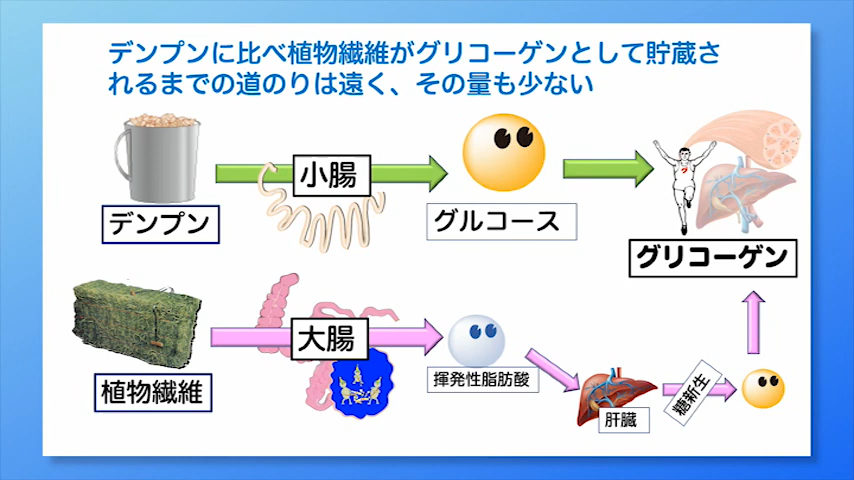 デンプンに比べ植物繊維がグリコーゲンとして貯蔵さ
れるまでの道のりは遠く、その量も少ない
小腸
デンプン
グルコース
グリコーゲン
大腸
植物繊維
揮発性脂肪酸
肝臓
糖新生